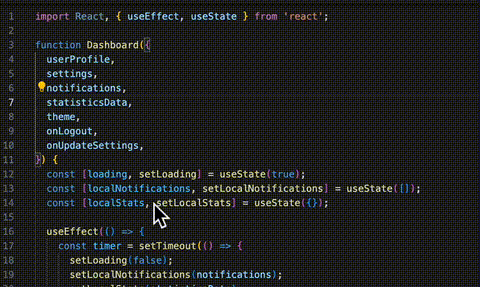 1 import React, { useEffect, useState } from 'react';
2
3 function Dashboard({
4 userProfile,
5 settings,
6 notifications,
7 statisticsData,
8 theme,
9 onLogout,
10 onUpdateSettings,
11 }) {
12 const [loading, setLoading] = useState(true);
13 const [localNotifications, setLocalNotifications] = useState([]);
14 const [localStats, setLocalStats] = useState({});
15
16 useEffect(() => {
17 const timer = setTimeout(() => {
18 setLoading(false);
19 setLocalNotifications(notifications);